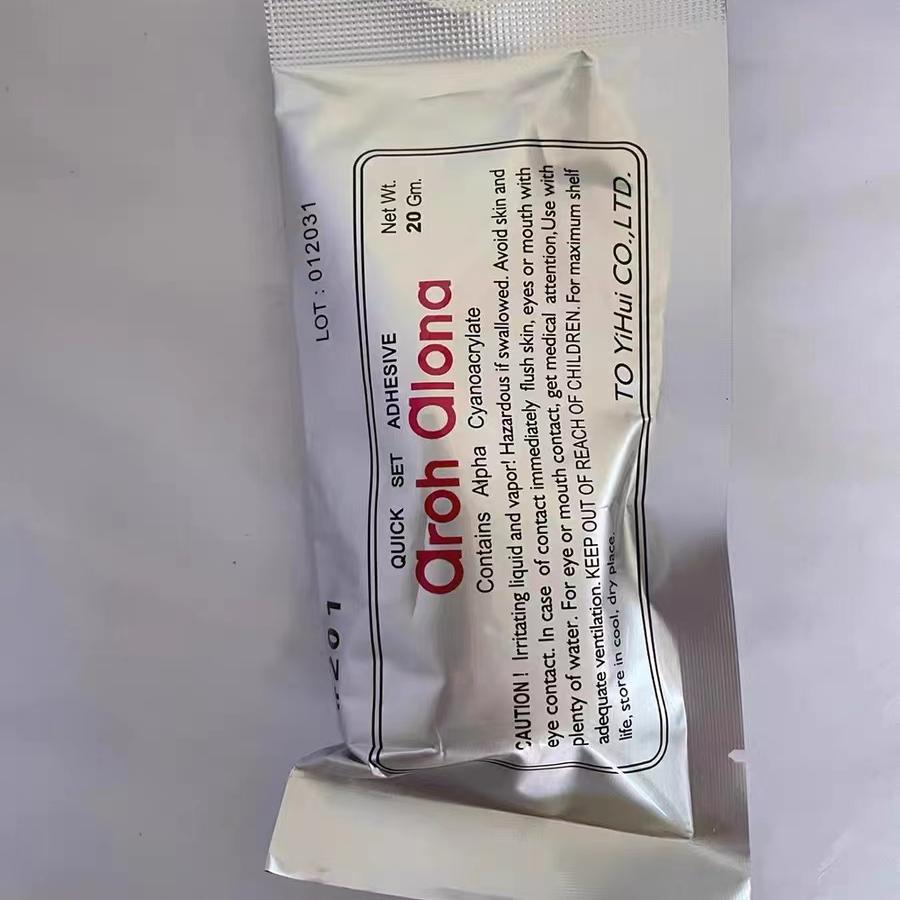 LOT : 012031
QUICK SET ADHESIVE
Net Wt.
20 Gm.
aroh alona
Contains Alpha Cyanoacrylate
CAUTION ! Irritating liquid and vapor! Hazardous if swallowed. Avoid skin and
eye contact. In case of contact immediately flush skin, eyes or mouth with
plenty of water. For eye or mouth contact, get medical attention,Use with
adequate ventilation. KEEP OUT OF REACH OF CHILDREN. For maximum shelf
life, store in cool, dry place.
TO YiHui CO.,LTD.